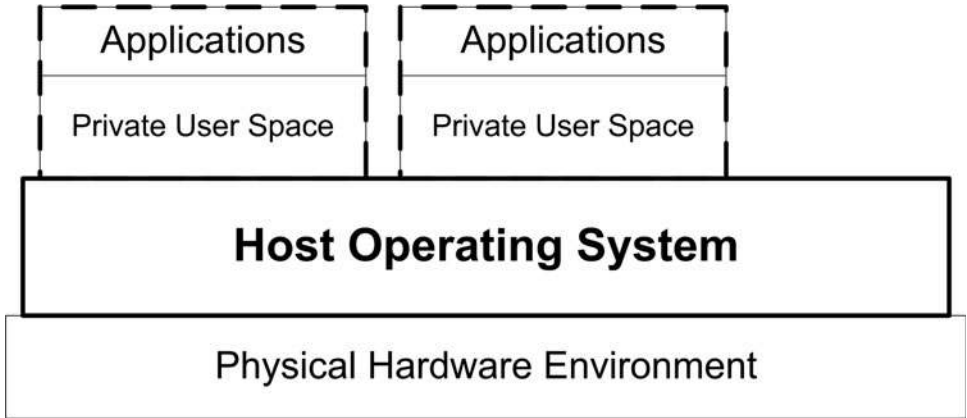 Applications
Applications
Private User Space
Private User Space
Host Operating System
Physical Hardware Environment